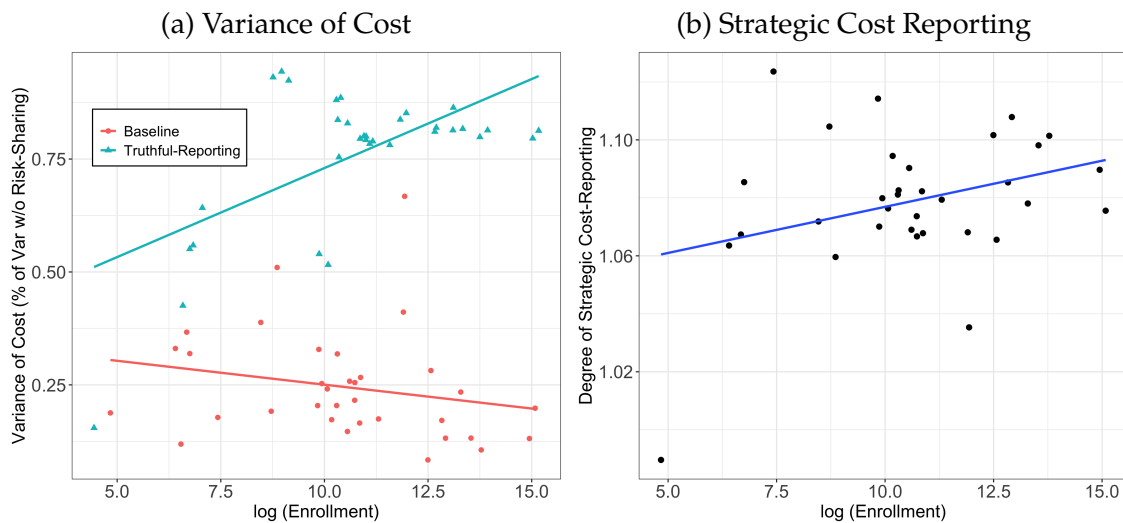 (a) Variance of Cost
Variance of Cost (% of Var w/o Risk-Sharing)
0.75
0.50
0.25
Baseline
Truthful-Reporting
5.0 7.5 10.0 12.5 15.0
log (Enrollment)
(b) Strategic Cost Reporting
Degree of Strategic Cost-Reporting
1.10
1.06
1.02
5.0 7.5 10.0 12.5 15.0
log (Enrollment)